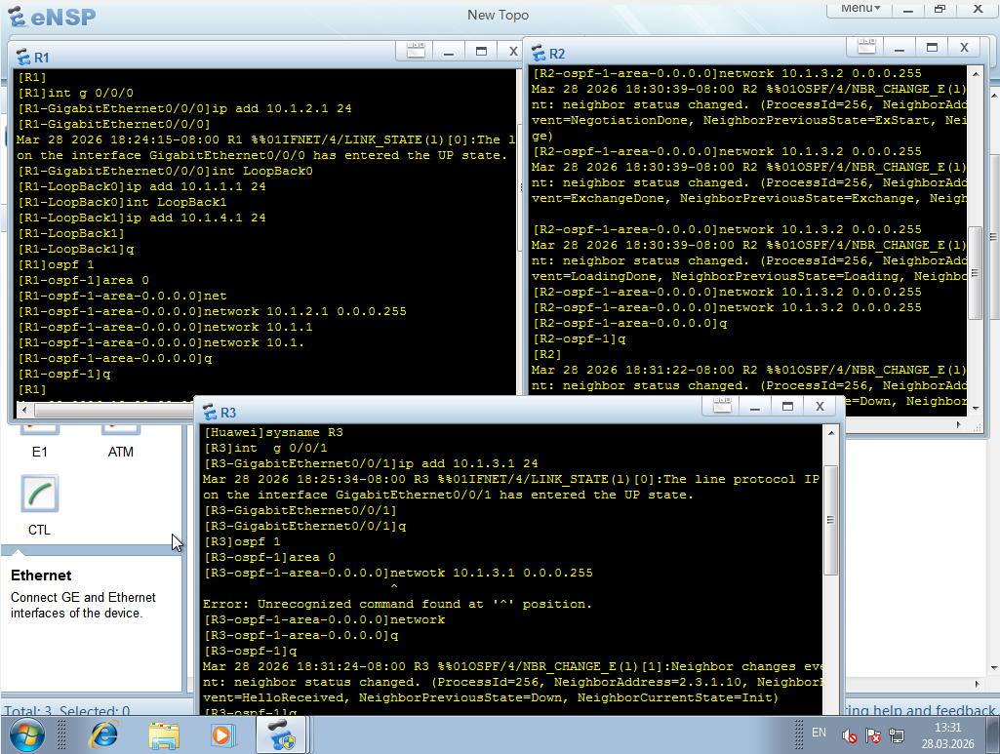 eNSP
New Topo
Menu
R1
[R1]
[R1]int g 0/0/0
[R1-GigabitEthernet0/0/0]ip add 10.1.2.1 24
[R1-GigabitEthernet0/0/0]
Mar 28 2026 18:24:15-08:00 R1 %%01IFNET/4/LINK_STATE(l)[0]:The l
on the interface GigabitEthernet0/0/0 has entered the UP state.
[R1-GigabitEthernet0/0/0]int LoopBack0
[R1-LoopBack0]ip add 10.1.1.1 24
[R1-LoopBack0]int LoopBack1
[R1-LoopBack1]ip add 10.1.4.1 24
[R1-LoopBack1]
[R1-LoopBack1]q
[R1]ospf 1
[R1-ospf-1]area 0
[R1-ospf-1-area-0.0.0.0]net
[R1-ospf-1-area-0.0.0.0]network 10.1.2.1 0.0.0.255
[R1-ospf-1-area-0.0.0.0]network 10.1.1
[R1-ospf-1-area-0.0.0.0]network 10.1.
[R1-ospf-1-area-0.0.0.0]q
[R1-ospf-1]q
[R1]
R2
[R2-ospf-1-area-0.0.0.0]network 10.1.3.2 0.0.0.255
Mar 28 2026 18:30:39-08:00 R2 %%01OSPF/4/NBR_CHANGE_E(l)
nt: neighbor status changed. (ProcessId=256, NeighborAdd
vent=NegotiationDone, NeighborPreviousState=ExStart, Nei
ge)
[R2-ospf-1-area-0.0.0.0]network 10.1.3.2 0.0.0.255
Mar 28 2026 18:30:39-08:00 R2 %%01OSPF/4/NBR_CHANGE_E(l)
nt: neighbor status changed. (ProcessId=256, NeighborAdd
vent=ExchangeDone, NeighborPreviousState=Exchange, Neigh
[R2-ospf-1-area-0.0.0.0]network 10.1.3.2 0.0.0.255
Mar 28 2026 18:30:39-08:00 R2 %%01OSPF/4/NBR_CHANGE_E(l)
nt: neighbor status changed. (ProcessId=256, NeighborAdd
vent=LoadingDone, NeighborPreviousState=Loading, Neighbo
[R2-ospf-1-area-0.0.0.0]network 10.1.3.2 0.0.0.255
[R2-ospf-1-area-0.0.0.0]network 10.1.3.2 0.0.0.255
[R2-ospf-1-area-0.0.0.0]q
[R2-ospf-1]q
[R2]
Mar 28 2026 18:31:22-08:00 R2 %%01OSPF/4/NBR_CHANGE_E(l)
nt: neighbor status changed. (ProcessId=256, NeighborAdd
e=Down, Neighbor
R3
[Huawei]sysname R3
[R3]int  g 0/0/1
[R3-GigabitEthernet0/0/1]ip add 10.1.3.1 24
Mar 28 2026 18:25:34-08:00 R3 %%01IFNET/4/LINK_STATE(l)[0]:The line protocol IP
on the interface GigabitEthernet0/0/1 has entered the UP state.
[R3-GigabitEthernet0/0/1]
[R3-GigabitEthernet0/0/1]q
[R3]ospf 1
[R3-ospf-1]area 0
[R3-ospf-1-area-0.0.0.0]netwotk 10.1.3.1 0.0.0.255
^
Error: Unrecognized command found at '^' position.
[R3-ospf-1-area-0.0.0.0]network
[R3-ospf-1-area-0.0.0.0]q
[R3-ospf-1]q
Mar 28 2026 18:31:24-08:00 R3 %%01OSPF/4/NBR_CHANGE_E(l)[1]:Neighbor changes eve
nt: neighbor status changed. (ProcessId=256, NeighborAddress=2.3.1.10, Neighbor
vent=HelloReceived, NeighborPreviousState=Down, NeighborCurrentState=Init)
[R3-ospf-1]q
E1
ATM
CTL
Ethernet
Connect GE and Ethernet
interfaces of the device.
Total: 3 Selected: 0
ing help and feedback
EN
13:31
28.03.2026